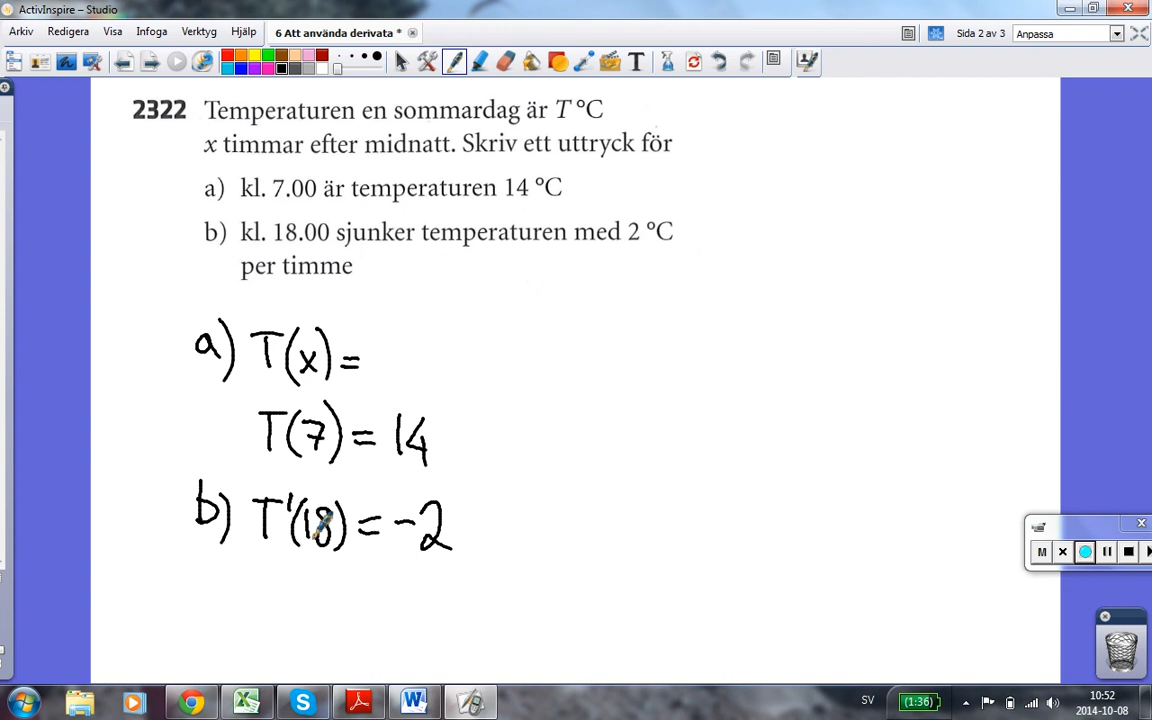 ActivInspire – Studio
Arkiv Redigera Visa Infoga Verktyg Hjälp
6 Att använda derivata *
Sida 2 av 3
Anpassa
2322 Temperaturen en sommardag är T °C
x timmar efter midnatt. Skriv ett uttryck för
a) kl. 7.00 är temperaturen 14 °C
b) kl. 18.00 sjunker temperaturen med 2 °C
per timme
a) T(x) =
T(7) = 14
b) T'(18) = -2
M
SV
(1:36)
10:52
2014-10-08